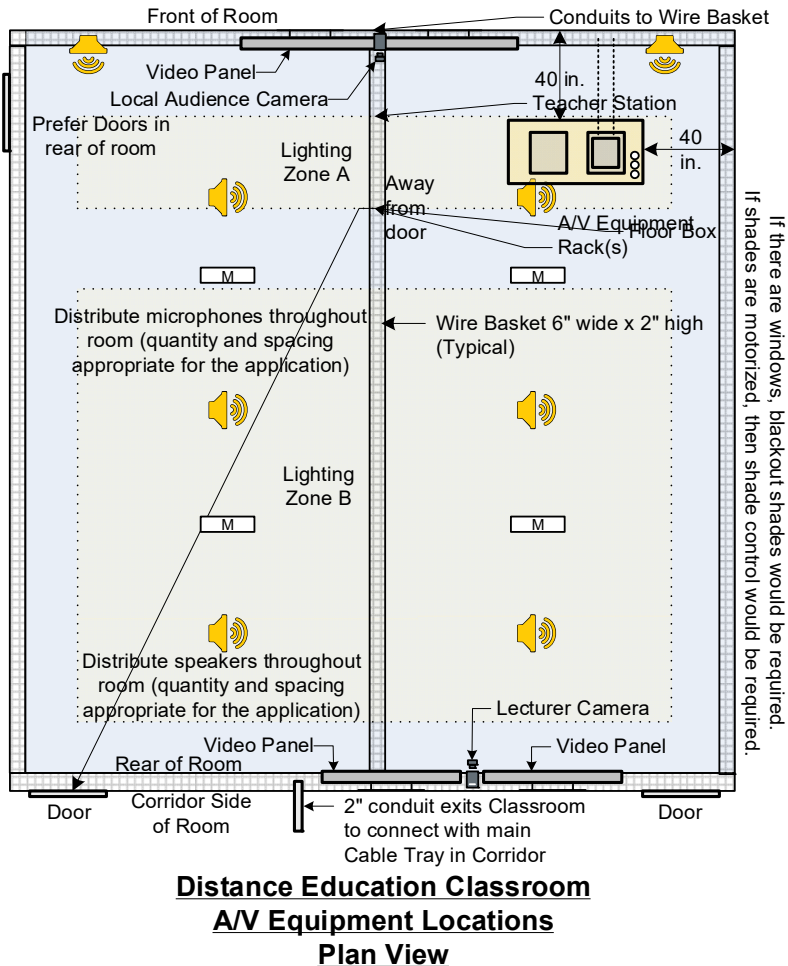 Front of Room
Conduits to Wire Basket
Video Panel
Local Audience Camera
40 in.
Teacher Station
Prefer Doors in
rear of room
Lighting
Zone A
40
in.
Away
from
door
A/V Equipment
Rack(s)
Floor Box
M
M
Distribute microphones throughout
room (quantity and spacing
appropriate for the application)
Wire Basket 6" wide x 2" high
(Typical)
If there are windows, blackout shades would be required.
If shades are motorized, then shade control would be required.
Lighting
Zone B
M
M
Distribute speakers throughout
room (quantity and spacing
appropriate for the application)
Lecturer Camera
Video Panel
Video Panel
Rear of Room
Door
Corridor Side
of Room
2" conduit exits Classroom
to connect with main
Cable Tray in Corridor
Door
Distance Education Classroom
A/V Equipment Locations
Plan View